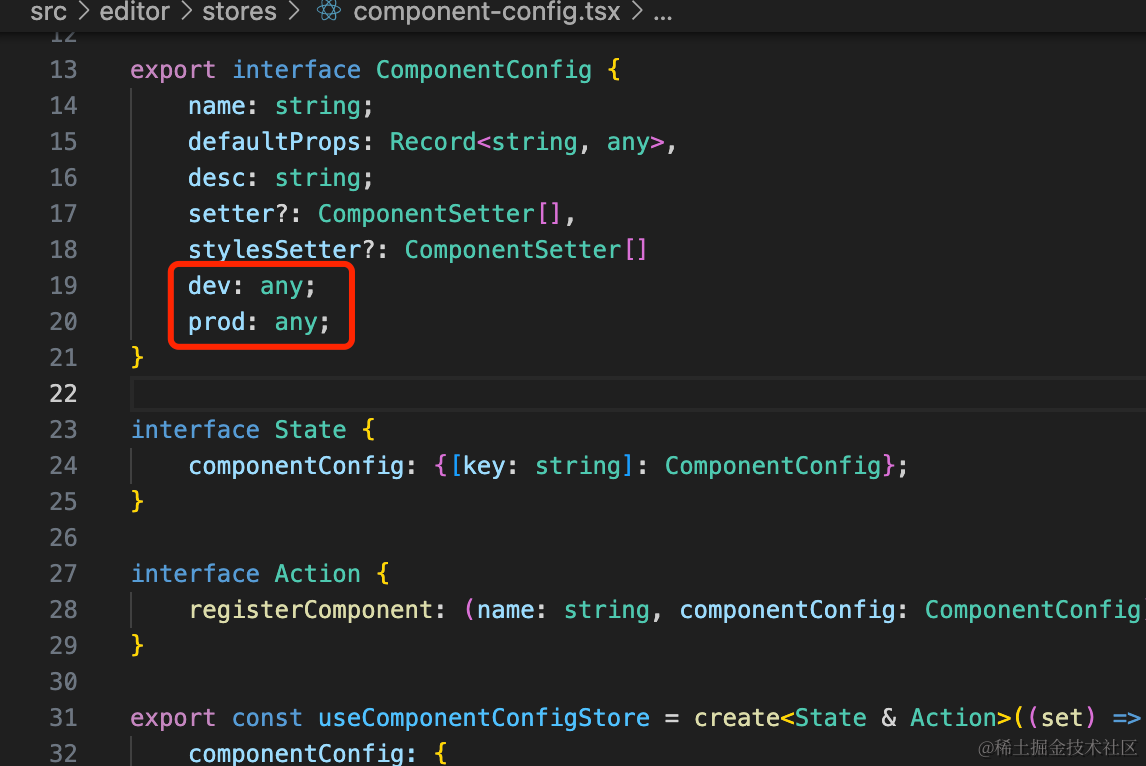 src > editor > stores > component-config.tsx > ...
12
13 export interface ComponentConfig {
14 name: string;
15 defaultProps: Record<string, any>,
16 desc: string;
17 setter?: ComponentSetter[],
18 stylesSetter?: ComponentSetter[]
19 dev: any;
20 prod: any;
21 }
22
23 interface State {
24 componentConfig: {[key: string]: ComponentConfig};
25 }
26
27 interface Action {
28 registerComponent: (name: string, componentConfig: ComponentConfig
29 }
30
31 export const useComponentConfigStore = create<State & Action>((set) =>
32 componentConfig: {
@稀土掘金技术社区